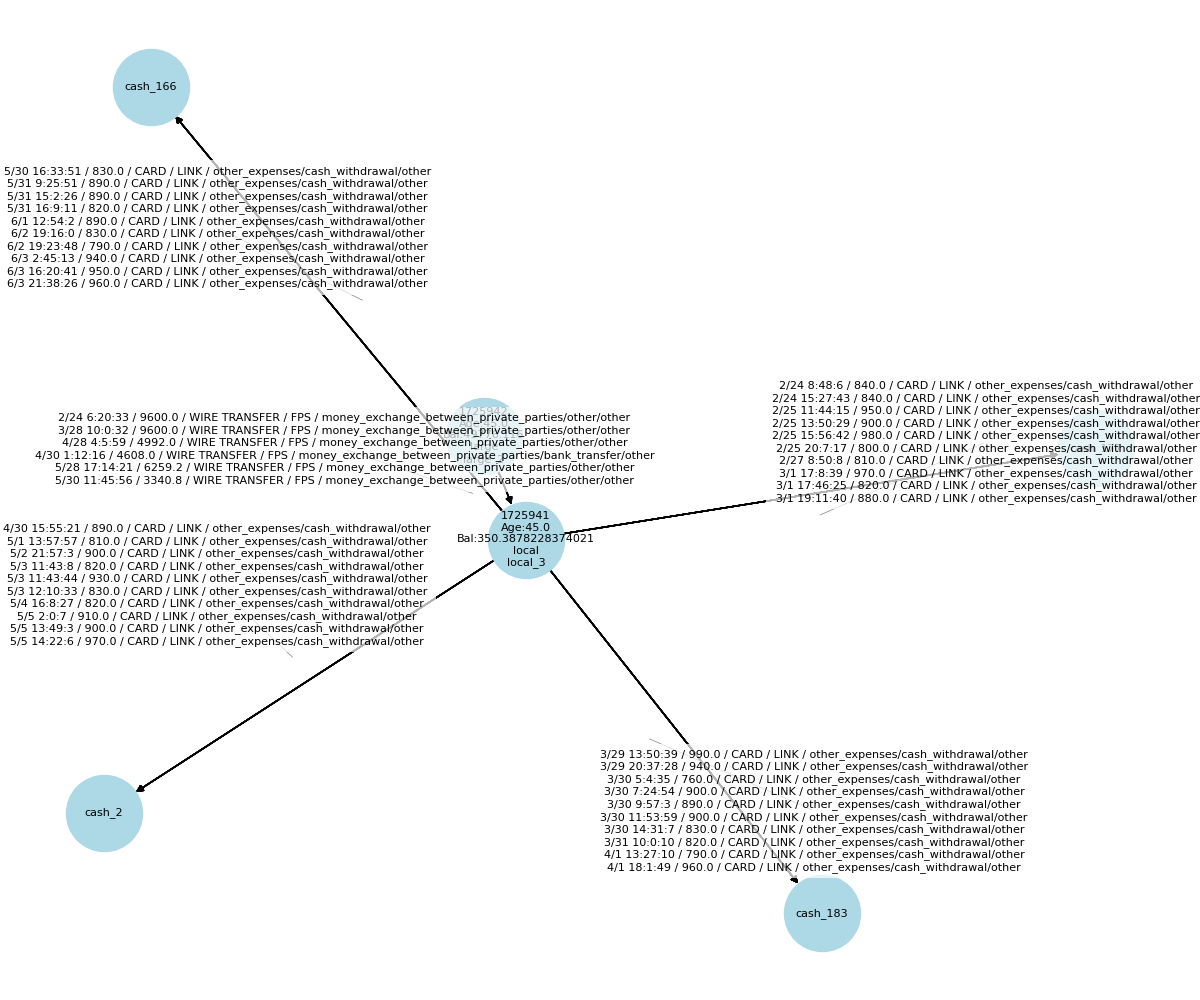 cash_166
5/30 16:33:51 / 830.0 / CARD / LINK / other_expenses/cash_withdrawal/other
5/31 9:25:51 / 890.0 / CARD / LINK / other_expenses/cash_withdrawal/other
5/31 15:2:26 / 890.0 / CARD / LINK / other_expenses/cash_withdrawal/other
5/31 16:9:11 / 820.0 / CARD / LINK / other_expenses/cash_withdrawal/other
6/1 12:54:2 / 890.0 / CARD / LINK / other_expenses/cash_withdrawal/other
6/2 19:16:0 / 830.0 / CARD / LINK / other_expenses/cash_withdrawal/other
6/2 19:23:48 / 790.0 / CARD / LINK / other_expenses/cash_withdrawal/other
6/3 2:45:13 / 940.0 / CARD / LINK / other_expenses/cash_withdrawal/other
6/3 16:20:41 / 950.0 / CARD / LINK / other_expenses/cash_withdrawal/other
6/3 21:38:26 / 960.0 / CARD / LINK / other_expenses/cash_withdrawal/other
2/24 8:48:6 / 840.0 / CARD / LINK / other_expenses/cash_withdrawal/other
2/24 15:27:43 / 840.0 / CARD / LINK / other_expenses/cash_withdrawal/other
2/25 11:44:15 / 950.0 / CARD / LINK / other_expenses/cash_withdrawal/other
2/25 13:50:29 / 900.0 / CARD / LINK / other_expenses/cash_withdrawal/other
2/25 15:56:42 / 980.0 / CARD / LINK / other_expenses/cash_withdrawal/other
2/25 20:7:17 / 800.0 / CARD / LINK / other_expenses/cash_withdrawal/other
2/27 8:50:8 / 810.0 / CARD / LINK / other_expenses/cash_withdrawal/other
3/1 17:8:39 / 970.0 / CARD / LINK / other_expenses/cash_withdrawal/other
3/1 17:46:25 / 820.0 / CARD / LINK / other_expenses/cash_withdrawal/other
3/1 19:11:40 / 880.0 / CARD / LINK / other_expenses/cash_withdrawal/other
2/24 6:20:33 / 9600.0 / WIRE TRANSFER / FPS / money_exchange_between_private_parties/other/other
3/28 10:0:32 / 9600.0 / WIRE TRANSFER / FPS / money_exchange_between_private_parties/other/other
4/28 4:5:59 / 4992.0 / WIRE TRANSFER / FPS / money_exchange_between_private_parties/other/other
4/30 1:12:16 / 4608.0 / WIRE TRANSFER / FPS / money_exchange_between_private_parties/bank_transfer/other
5/28 17:14:21 / 6259.2 / WIRE TRANSFER / FPS / money_exchange_between_private_parties/other/other
5/30 11:45:56 / 3340.8 / WIRE TRANSFER / FPS / money_exchange_between_private_parties/other/other
1725941
Age:45.0
Bal:350.3878228374021
local
local_3
4/30 15:55:21 / 890.0 / CARD / LINK / other_expenses/cash_withdrawal/other
5/1 13:57:57 / 810.0 / CARD / LINK / other_expenses/cash_withdrawal/other
5/2 21:57:3 / 900.0 / CARD / LINK / other_expenses/cash_withdrawal/other
5/3 11:43:8 / 820.0 / CARD / LINK / other_expenses/cash_withdrawal/other
5/3 11:43:44 / 930.0 / CARD / LINK / other_expenses/cash_withdrawal/other
5/3 12:10:33 / 830.0 / CARD / LINK / other_expenses/cash_withdrawal/other
5/4 16:8:27 / 820.0 / CARD / LINK / other_expenses/cash_withdrawal/other
5/5 2:0:7 / 910.0 / CARD / LINK / other_expenses/cash_withdrawal/other
5/5 13:49:3 / 900.0 / CARD / LINK / other_expenses/cash_withdrawal/other
5/5 14:22:6 / 970.0 / CARD / LINK / other_expenses/cash_withdrawal/other
cash_2
3/29 13:50:39 / 990.0 / CARD / LINK / other_expenses/cash_withdrawal/other
3/29 20:37:28 / 940.0 / CARD / LINK / other_expenses/cash_withdrawal/other
3/30 5:4:35 / 760.0 / CARD / LINK / other_expenses/cash_withdrawal/other
3/30 7:24:54 / 900.0 / CARD / LINK / other_expenses/cash_withdrawal/other
3/30 9:57:3 / 890.0 / CARD / LINK / other_expenses/cash_withdrawal/other
3/30 11:53:59 / 900.0 / CARD / LINK / other_expenses/cash_withdrawal/other
3/30 14:31:7 / 830.0 / CARD / LINK / other_expenses/cash_withdrawal/other
3/31 10:0:10 / 820.0 / CARD / LINK / other_expenses/cash_withdrawal/other
4/1 13:27:10 / 790.0 / CARD / LINK / other_expenses/cash_withdrawal/other
4/1 18:1:49 / 960.0 / CARD / LINK / other_expenses/cash_withdrawal/other
cash_183